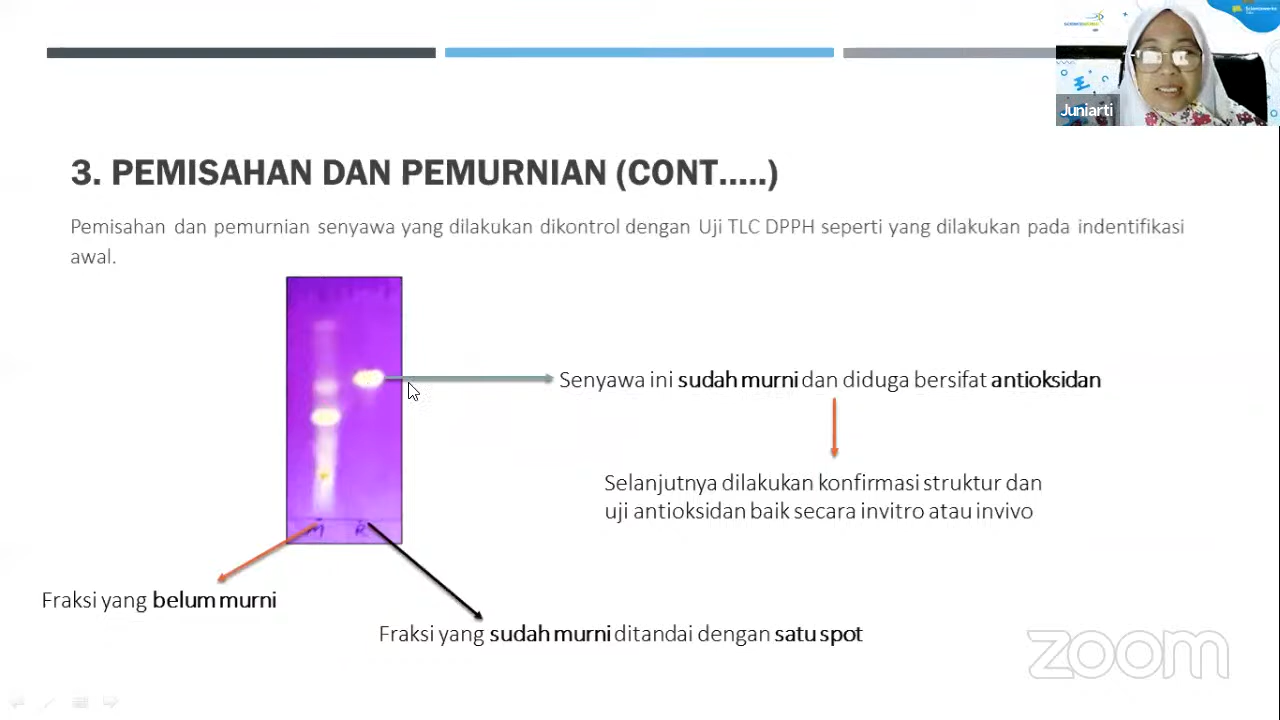 Juniarti
3. PEMISAHAN DAN PEMURNIAN (CONT.....)
Pemisahan dan pemurnian senyawa yang dilakukan dikontrol dengan Uji TLC DPPH seperti yang dilakukan pada indentifikasi
awal.
Senyawa ini sudah murni dan diduga bersifat antioksidan
Selanjutnya dilakukan konfirmasi struktur dan
uji antioksidan baik secara invitro atau invivo
M R
Fraksi yang belum murni
Fraksi yang sudah murni ditandai dengan satu spot
zoom